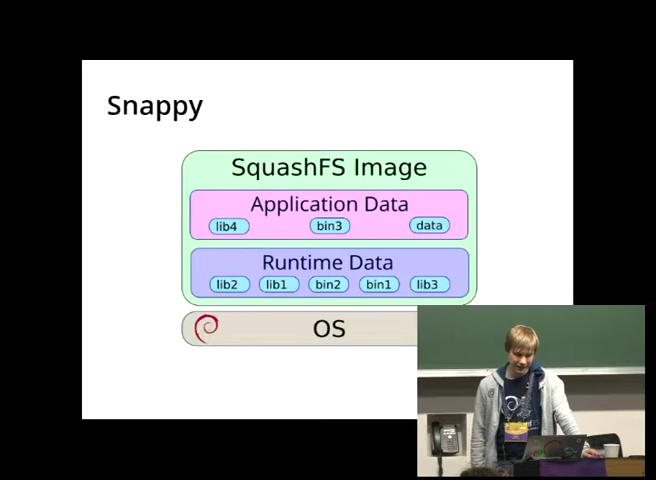 Snappy
SquashFS Image
Application Data
lib4 bin3 data
Runtime Data
lib2 lib1 bin2 bin1 lib3
OS